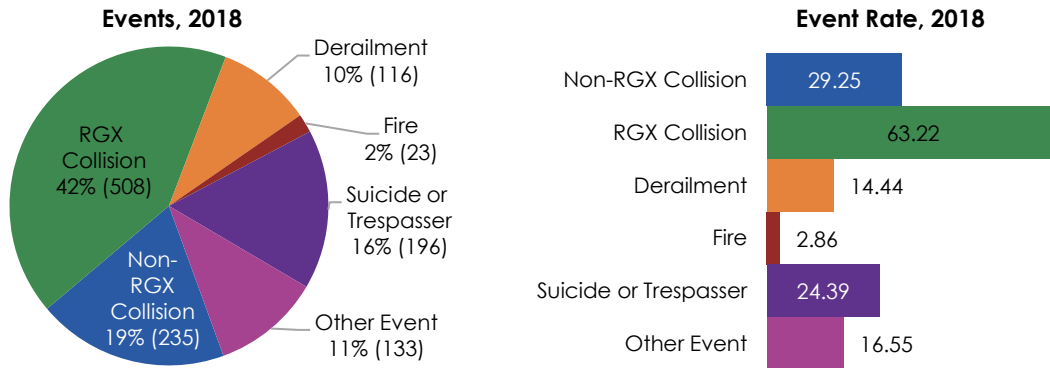 Events, 2018
Derailment
10% (116)
Fire
2% (23)
RGX
Collision
42% (508)
Suicide or
Trespasser
16% (196)
Non-
RGX
Collision
19% (235)
Other Event
11% (133)
Event Rate, 2018
Non-RGX Collision
29.25
RGX Collision
63.22
Derailment
14.44
Fire
2.86
Suicide or Trespasser
24.39
Other Event
16.55